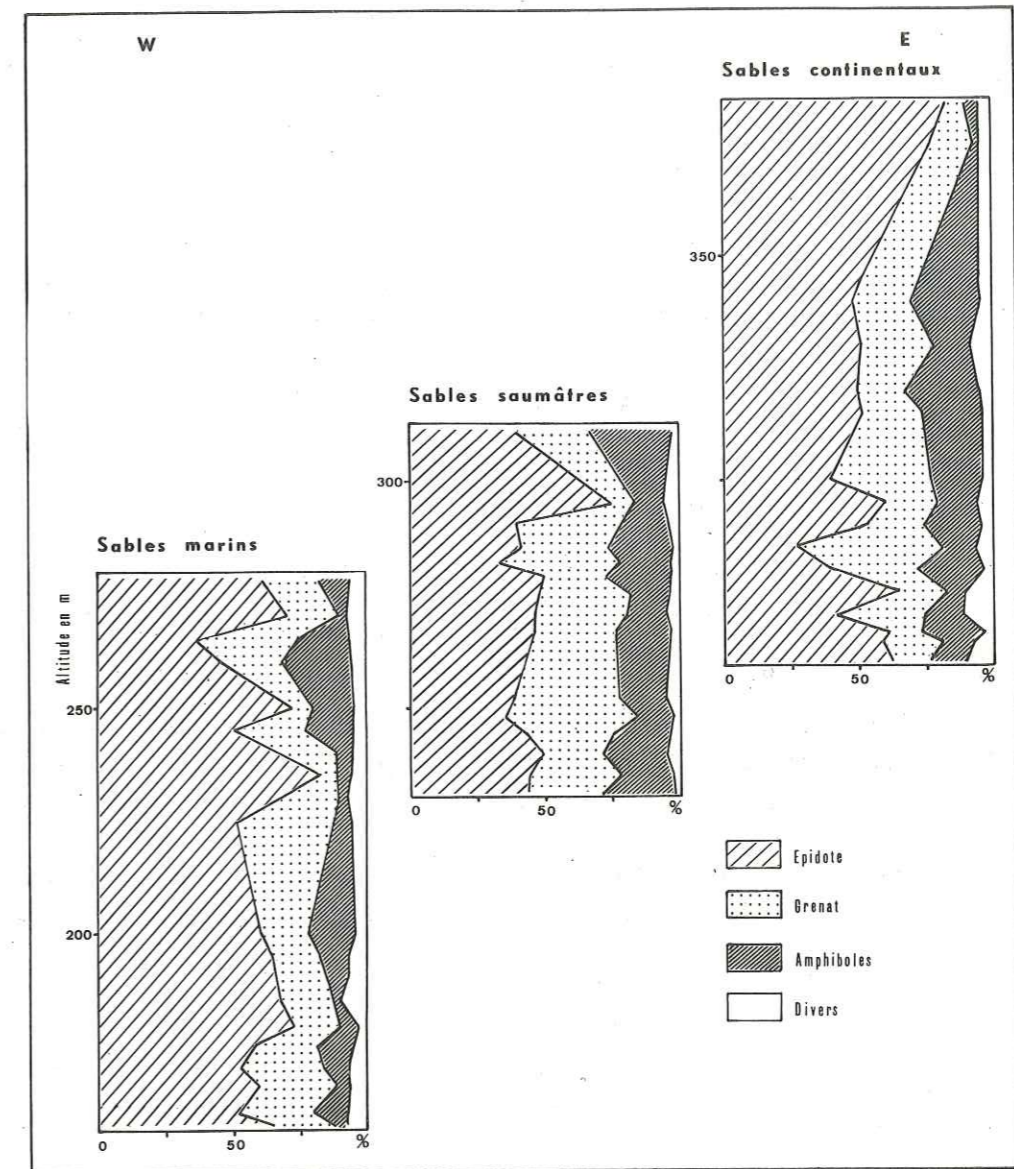 W
E
Sables continentaux
350
0
50
%
Sables saumâtres
300
0
50
%
Sables marins
Altitude en m
250
200
0
50
%
Epidote
Grenat
Amphiboles
Divers